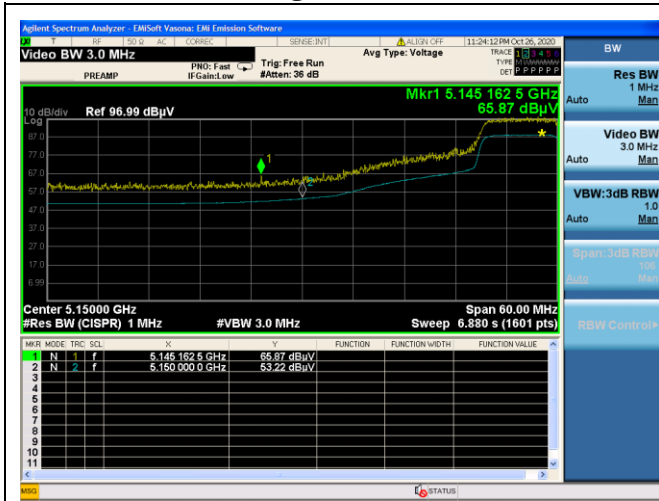 Agilent Spectrum Analyzer - EMiSoft Vasona: EMI Emission Software
T RF 50 Ω AC CORREC SENSE:INT ALIGN OFF 11:24:12 PM Oct 26, 2020
Video BW 3.0 MHz
PREAMP
PNO: Fast
IFGain:Low
Trig: Free Run
#Atten: 36 dB
Avg Type: Voltage
TRACE 1 2 3 4 5 6
TYPE
DET P P P P P P
Mkr1 5.145 162 5 GHz
65.87 dBµV
10 dB/div Ref 96.99 dBµV
Log
87.0
77.0
67.0
57.0
47.0
37.0
27.0
17.0
6.99
1
2
Center 5.15000 GHz Span 60.00 MHz
#Res BW (CISPR) 1 MHz #VBW 3.0 MHz Sweep 6.880 s (1601 pts)
MKR MODE TRC SCL X Y FUNCTION FUNCTION WIDTH FUNCTION VALUE
1 N 1 f 5.145 162 5 GHz 65.87 dBµV
2 N 2 f 5.150 000 0 GHz 53.22 dBµV
3
4
5
6
7
8
9
10
11
MSG STATUS
BW
Res BW
1 MHz
Auto Man
Video BW
3.0 MHz
Auto Man
VBW:3dB RBW
1.0
Auto Man
Span:3dB RBW
106
Auto Man
RBW Control